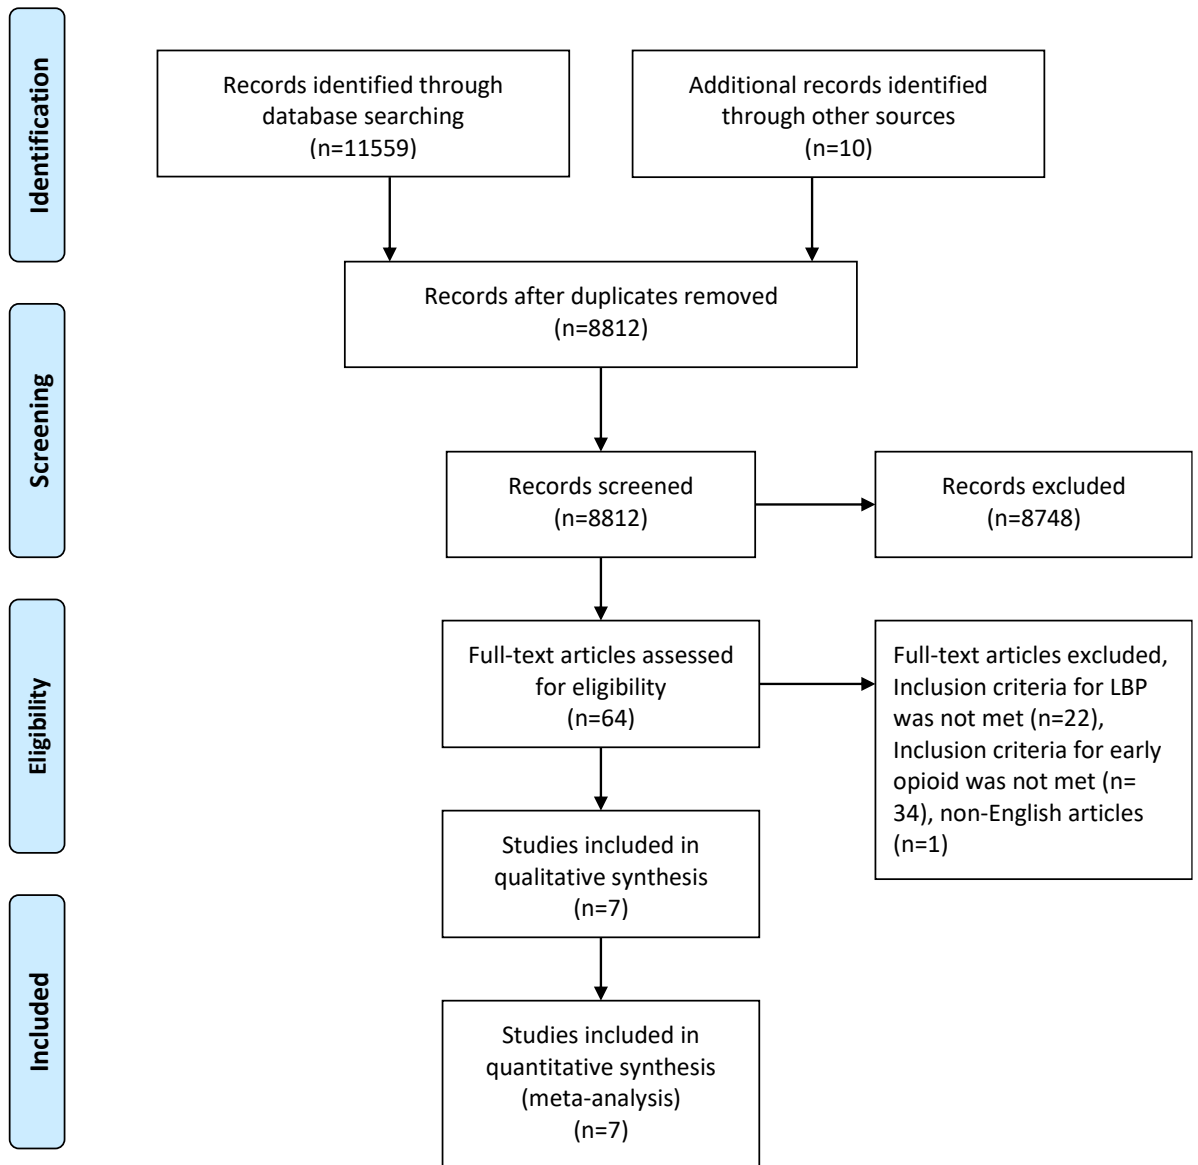 Identification
Records identified through
database searching
(n=11559)
Additional records identified
through other sources
(n=10)
Records after duplicates removed
(n=8812)
Screening
Records screened
(n=8812)
Records excluded
(n=8748)
Eligibility
Full-text articles assessed
for eligibility
(n=64)
Full-text articles excluded,
Inclusion criteria for LBP
was not met (n=22),
Inclusion criteria for early
opioid was not met (n=
34), non-English articles
(n=1)
Studies included in
qualitative synthesis
(n=7)
Included
Studies included in
quantitative synthesis
(meta-analysis)
(n=7)